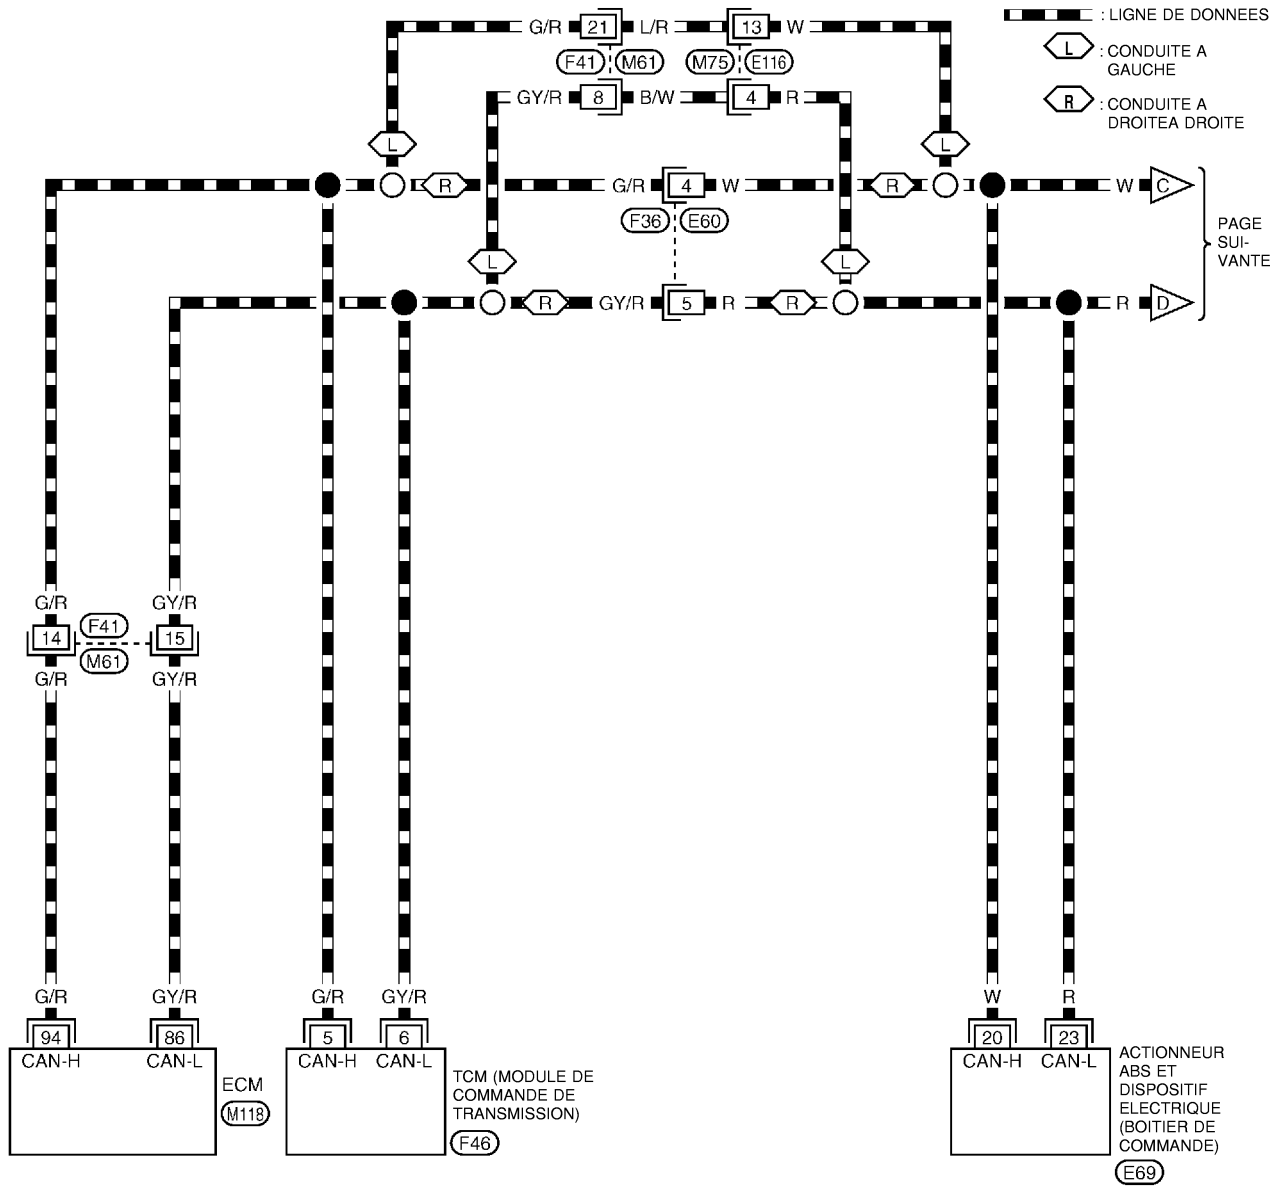 G/R 21 L/R 13 W
: LIGNE DE DONNEES
F41 M61 M75 E116
L : CONDUITE A
GAUCHE
GY/R 8 B/W 4 R
R : CONDUITE A
DROITEA DROITE
L L
R G/R 4 W R W C
F36 E60
PAGE
SUI-
VANTE
L L
R GY/R 5 R R R D
G/R GY/R
14 F41 15
M61
G/R GY/R
G/R GY/R G/R GY/R W R
94 86 5 6 20 23
CAN-H CAN-L CAN-H CAN-L CAN-H CAN-L
ECM
M118
TCM (MODULE DE
COMMANDE DE
TRANSMISSION)
F46
ACTIONNEUR
ABS ET
DISPOSITIF
ELECTRIQUE
(BOITIER DE
COMMANDE)
E69